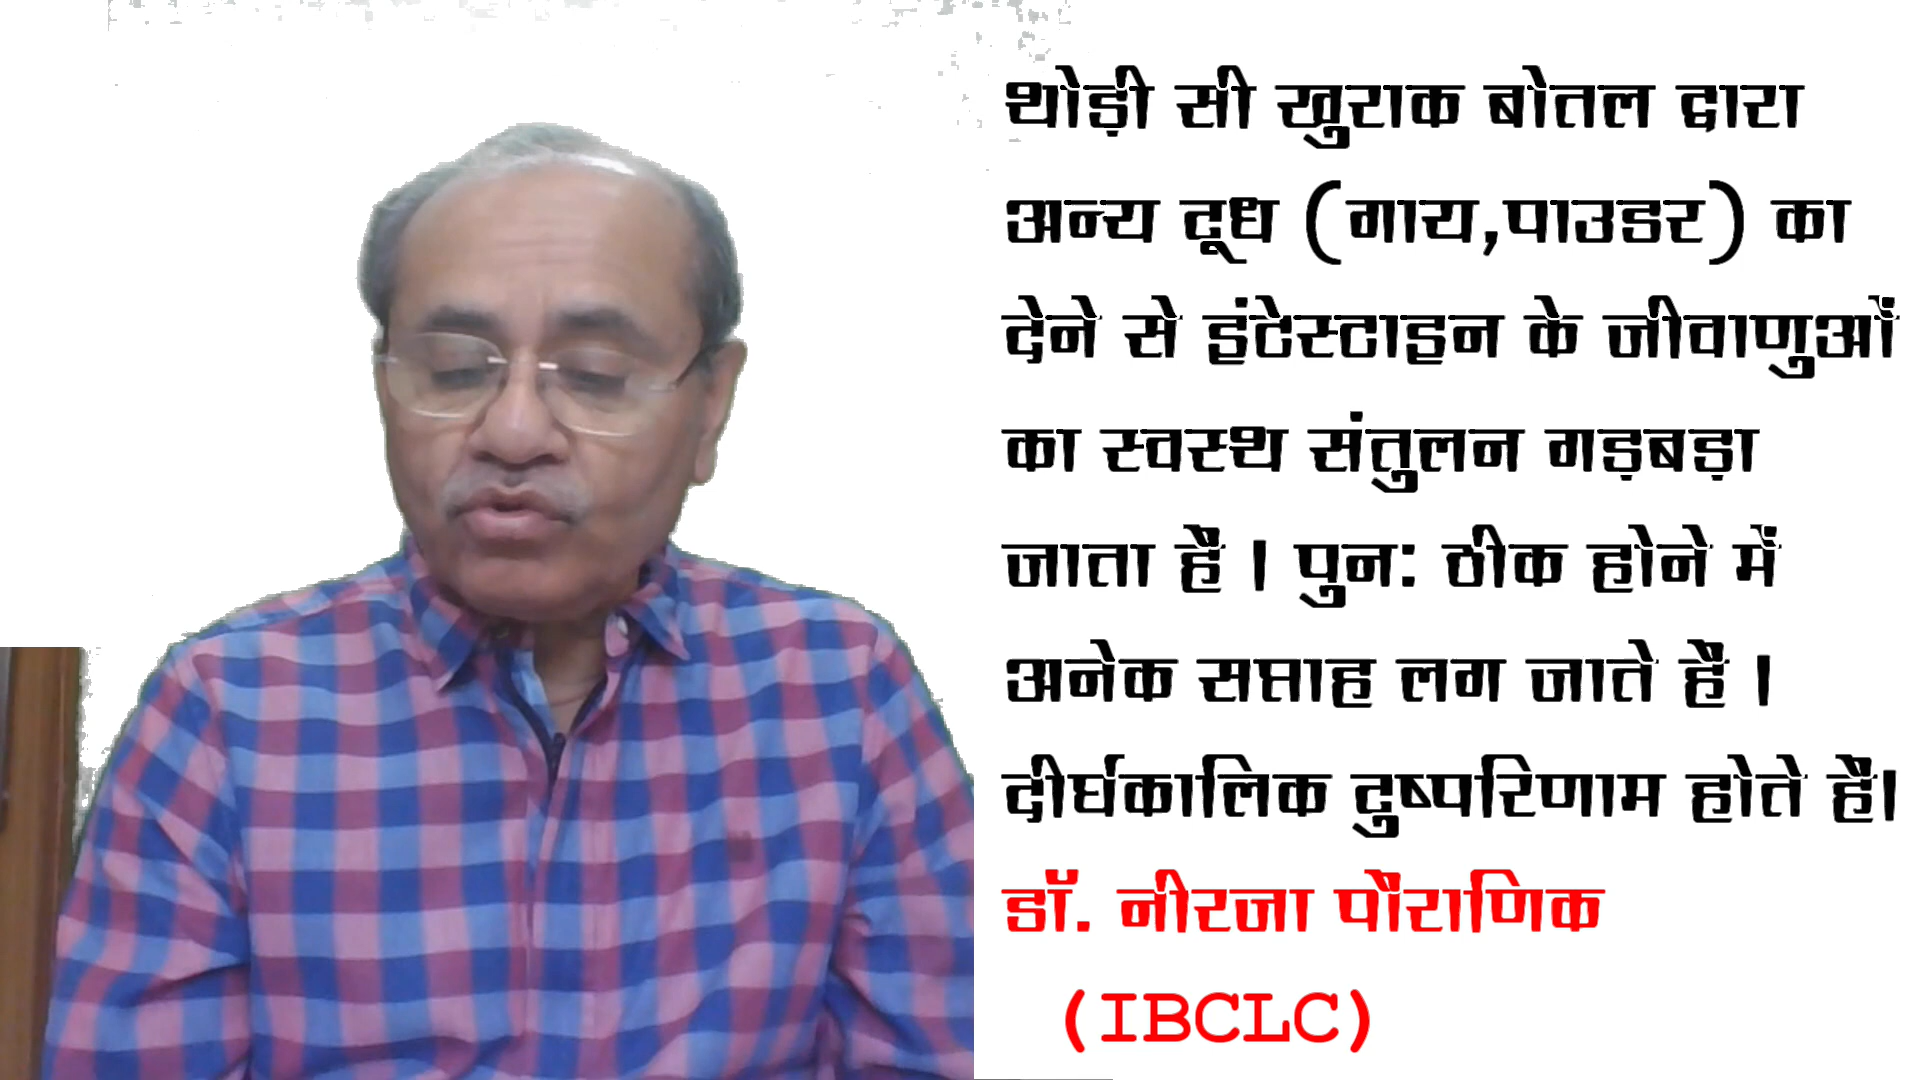 थोड़ी सी खुराक बोतल द्वारा
अन्य दूध (गाय,पाउडर) का
देने से इंटेस्टाइन के जीवाणुओं
का स्वस्थ संतुलन गड़बड़ा
जाता है । पुन: ठीक होने में
अनेक सप्ताह लग जाते है ।
दीर्घकालिक दुष्परिणाम होते है।
डॉ. नीरजा पौराणिक
(IBCLC)